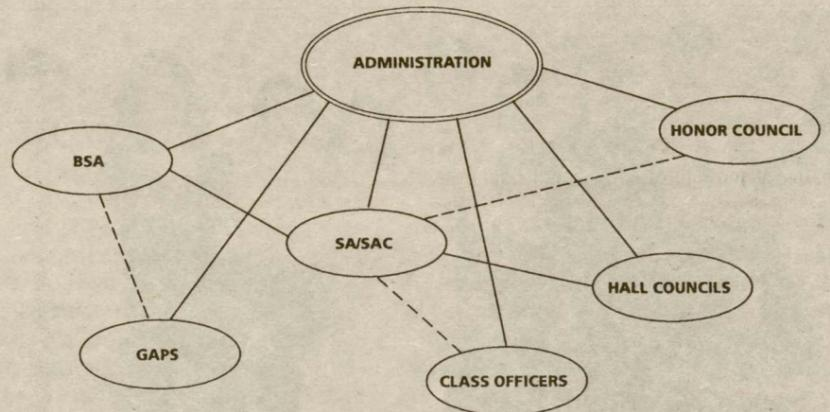 ADMINISTRATION
HONOR COUNCIL
BSA
SA/SAC
HALL COUNCILS
GAPS
CLASS OFFICERS